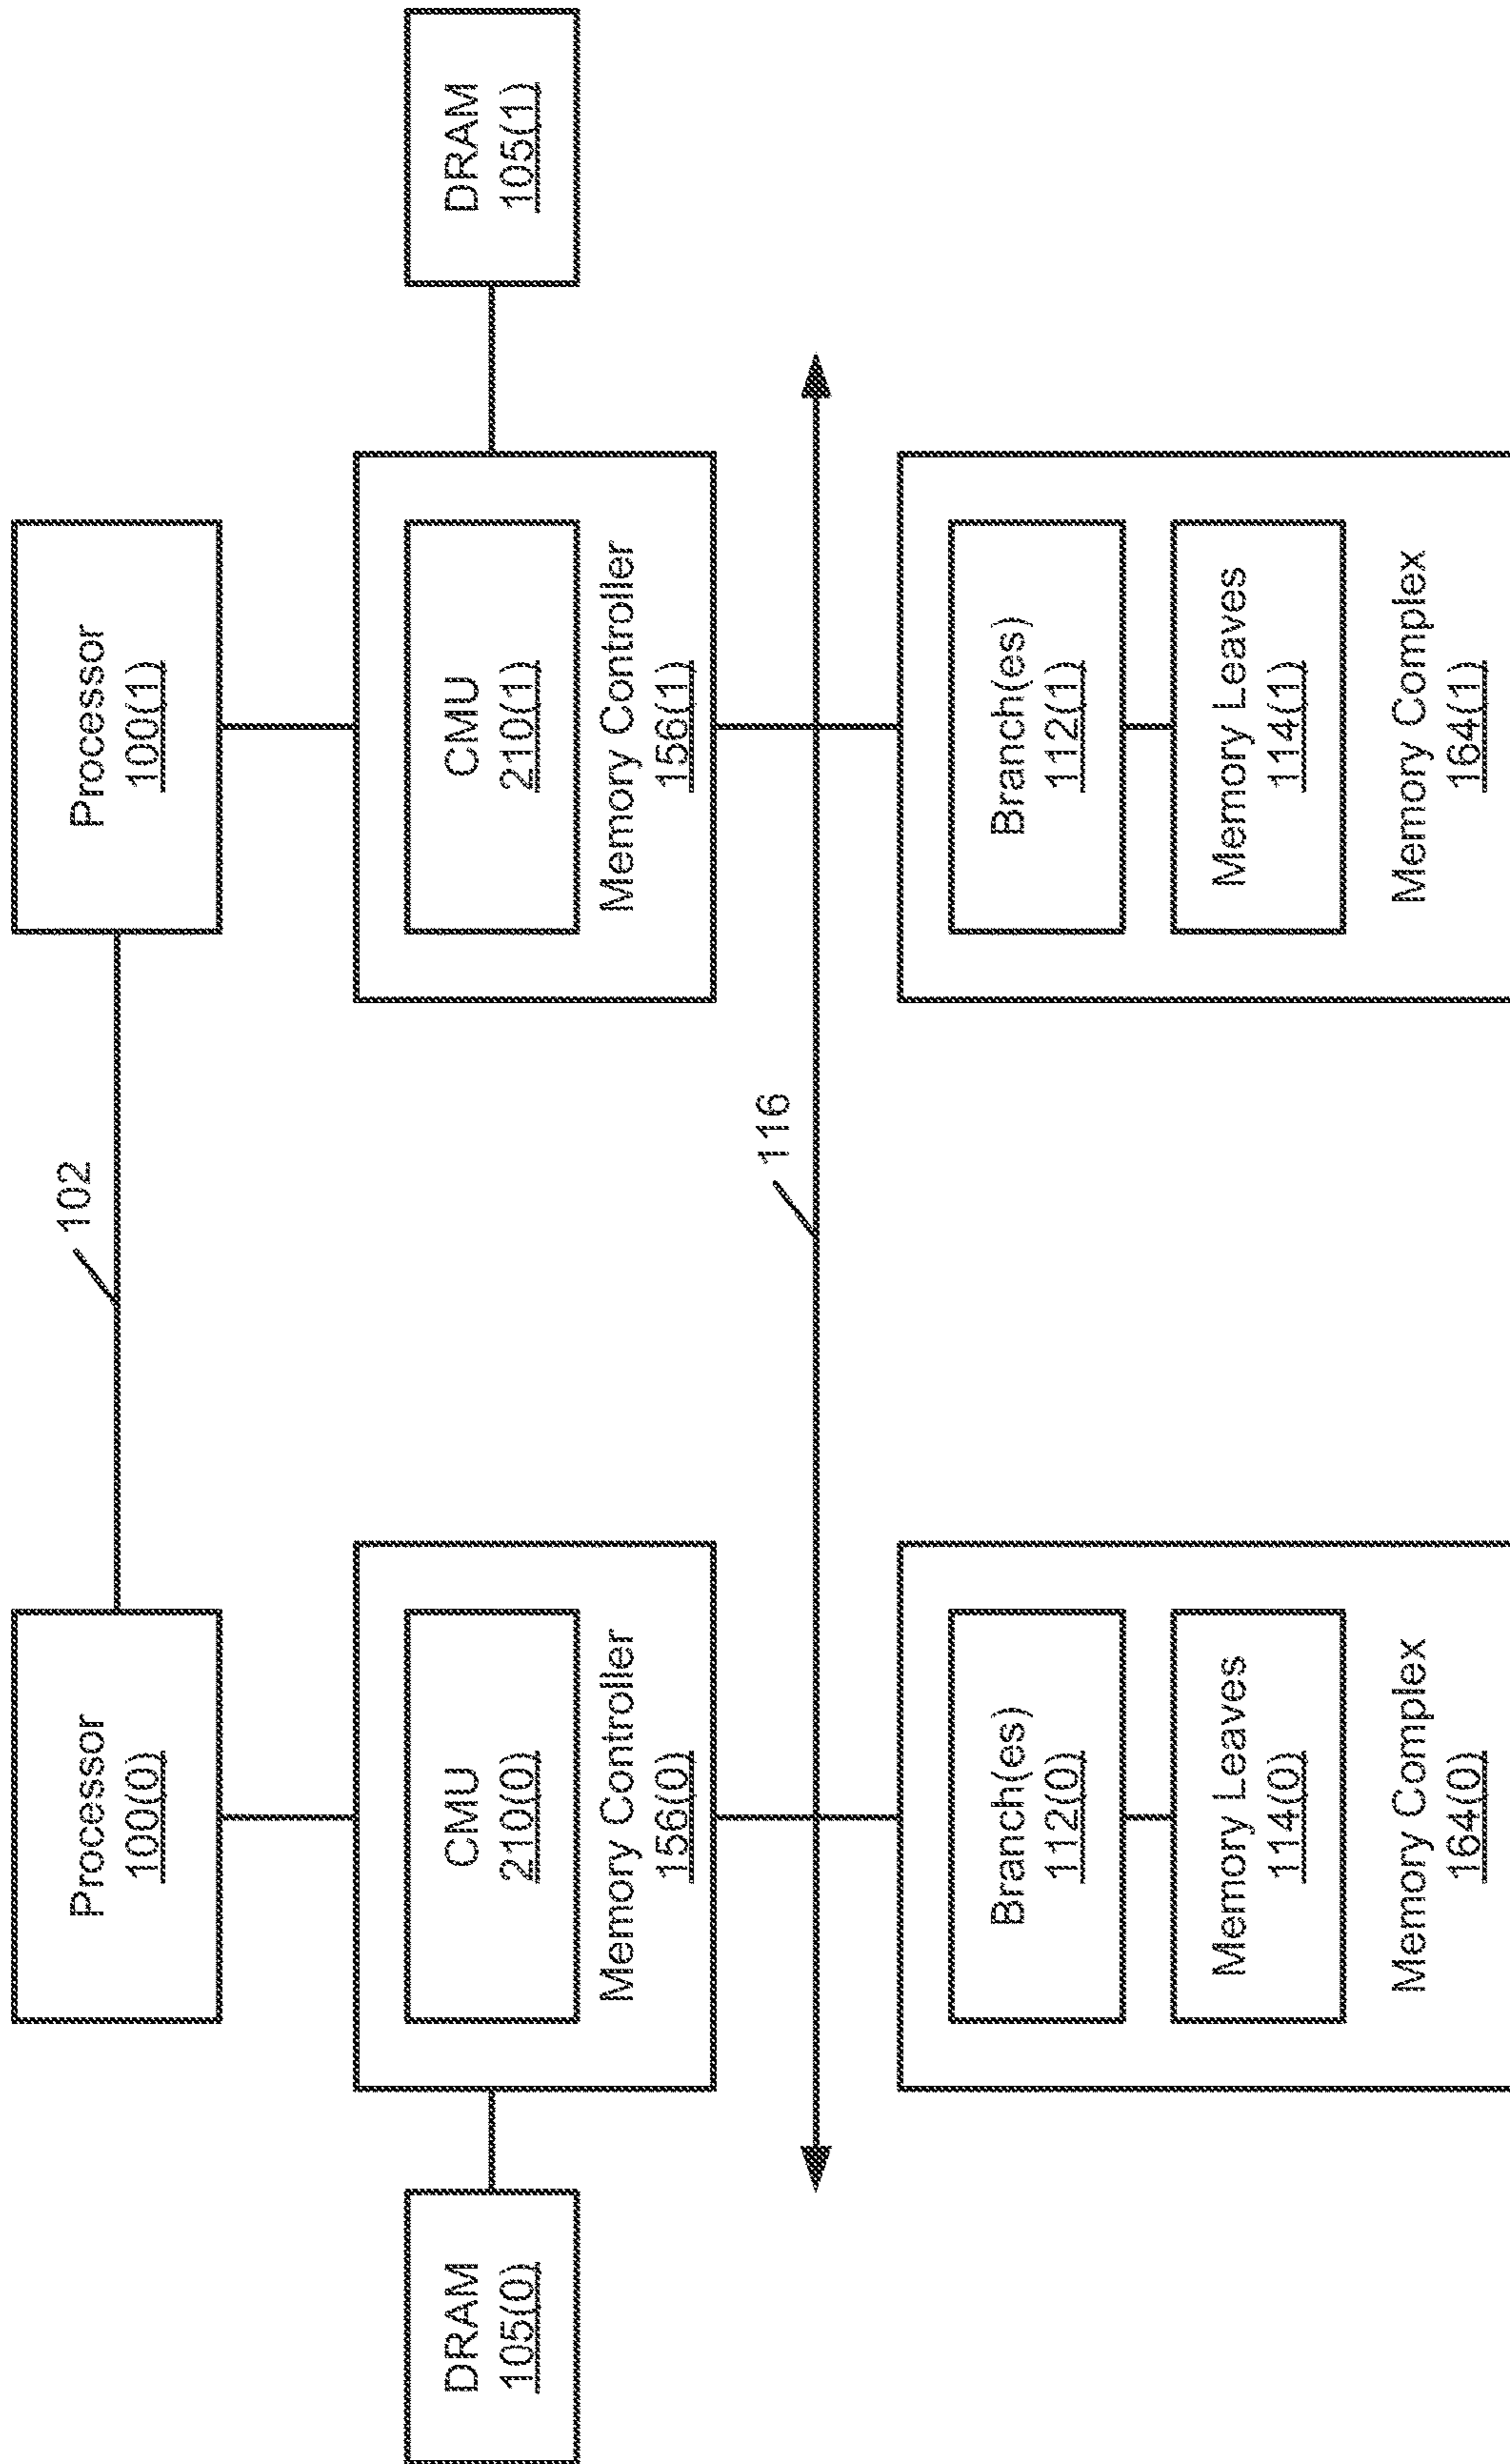 Processor
100(0)
102
Processor
100(1)
DRAM
105(0)
CMU
210(0)
Memory Controller
156(0)
CMU
210(1)
Memory Controller
156(1)
DRAM
105(1)
116
Branch(es)
112(0)
Memory Leaves
114(0)
Memory Complex
164(0)
Branch(es)
112(1)
Memory Leaves
114(1)
Memory Complex
164(1)